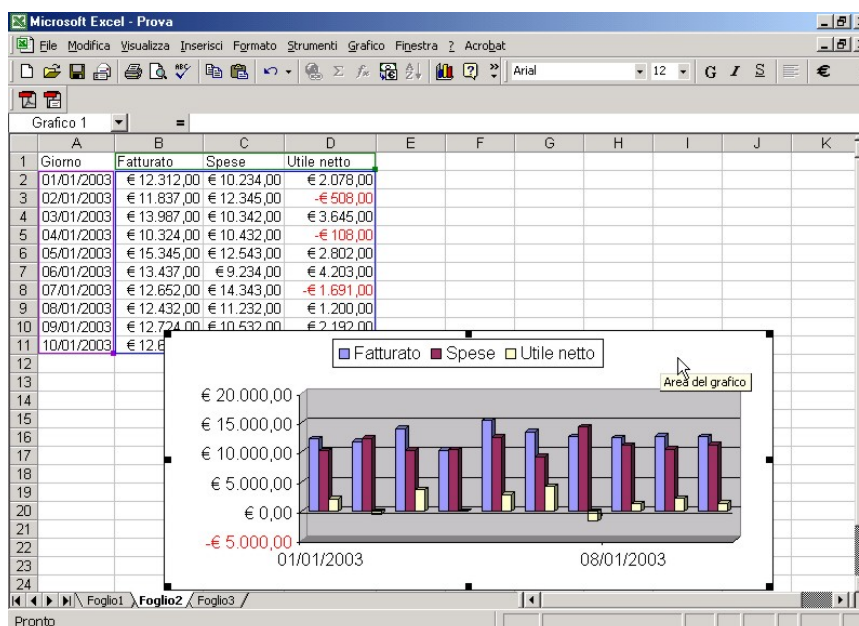 Microsoft Excel - Prova
File Modifica Visualizza Inserisci Formato Strumenti Grafico Finestra ? Acrobat
Arial 12 G I S €
Grafico 1 =
A B C D E F G H I J K
1 Giorno Fatturato Spese Utile netto
2 01/01/2003 € 12.312,00 € 10.234,00 € 2.078,00
3 02/01/2003 € 11.837,00 € 12.345,00 -€ 508,00
4 03/01/2003 € 13.987,00 € 10.342,00 € 3.645,00
5 04/01/2003 € 10.324,00 € 10.432,00 -€ 108,00
6 05/01/2003 € 15.345,00 € 12.543,00 € 2.802,00
7 06/01/2003 € 13.437,00 € 9.234,00 € 4.203,00
8 07/01/2003 € 12.652,00 € 14.343,00 -€ 1.691,00
9 08/01/2003 € 12.432,00 € 11.232,00 € 1.200,00
10 09/01/2003 € 12.724,00 € 10.532,00 € 2.192,00
11 10/01/2003
12
13
14
15
16
17
18
19
20
21
22
23
24
Fatturato Spese Utile netto
Area del grafico
€ 20.000,00
€ 15.000,00
€ 10.000,00
€ 5.000,00
€ 0,00
-€ 5.000,00
01/01/2003 08/01/2003
Foglio1 Foglio2 Foglio3
Pronto